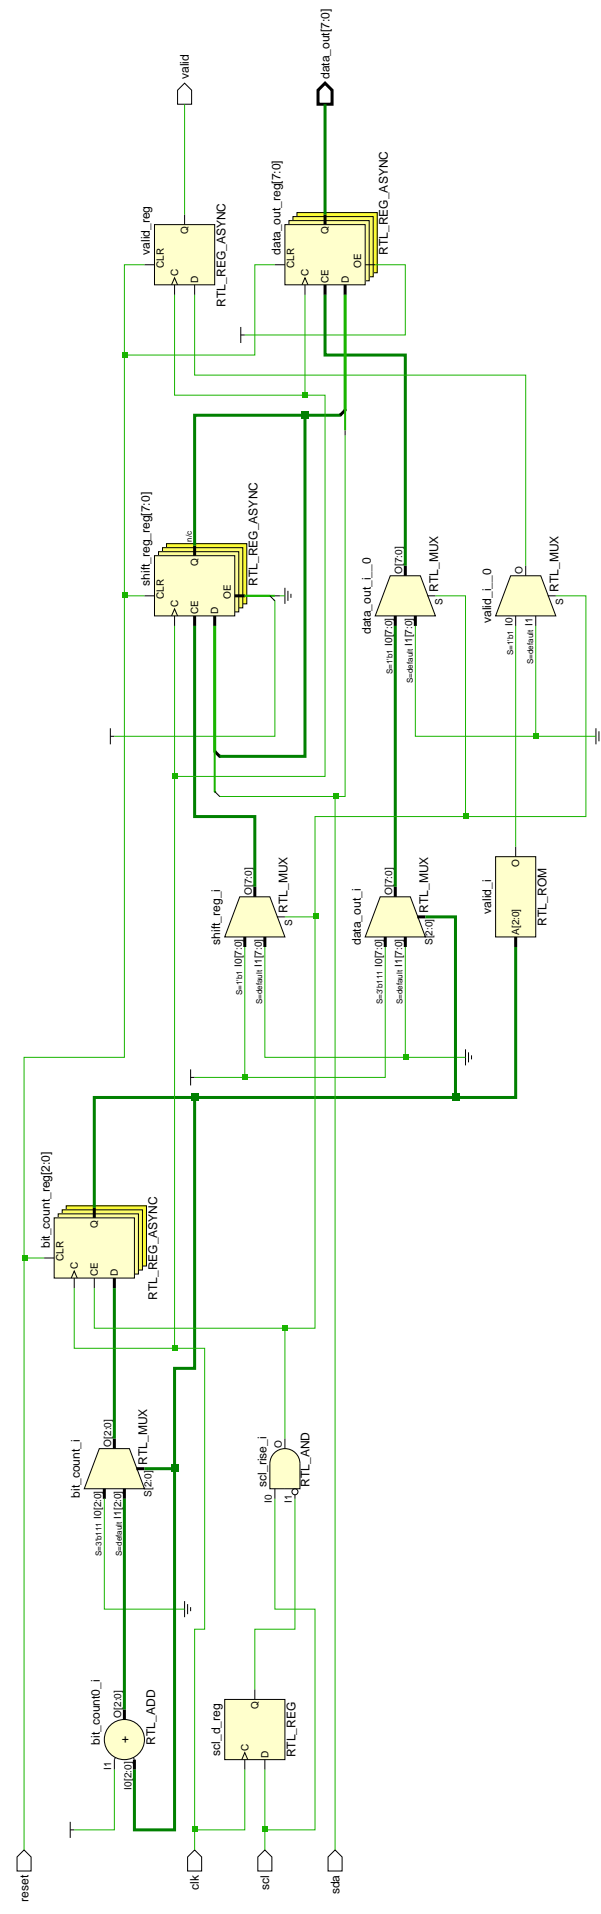 reset
clk
scl
sda
bit_count0_i
I1
I0[2:0]
+
O[2:0]
RTL_ADD
scl_d_reg
C
D
Q
RTL_REG
bit_count_i
S=3'b111 I0[2:0]
S=default I1[2:0]
O[2:0]
S[2:0]
RTL_MUX
scl_rise_i
I0
I1
O
RTL_AND
bit_count_reg[2:0]
CLR
C
CE
D
Q
RTL_REG_ASYNC
shift_reg_i
S=1'b1 I0[7:0]
S=default I1[7:0]
O[7:0]
S
RTL_MUX
data_out_i
S=3'b111 I0[7:0]
S=default I1[7:0]
O[7:0]
S[2:0]
RTL_MUX
valid_i
A[2:0]
O
RTL_ROM
shift_reg_reg[7:0]
CLR
C
CE
D
OE
Q
n/c
RTL_REG_ASYNC
data_out_i__0
S=1'b1 I0[7:0]
S=default I1[7:0]
O[7:0]
S
RTL_MUX
valid_i__0
S=1'b1 I0
S=default I1
O
S
RTL_MUX
valid_reg
CLR
C
D
Q
RTL_REG_ASYNC
data_out_reg[7:0]
CLR
C
CE
D
OE
Q
RTL_REG_ASYNC
valid
data_out[7:0]